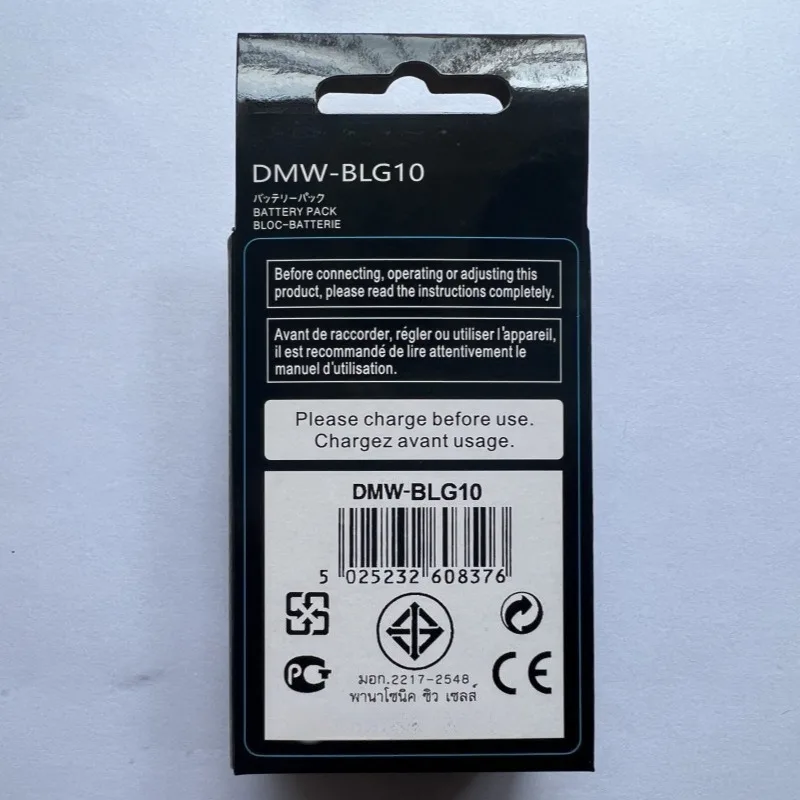 DMW-BLG10
バッテリーパック
BATTERY PACK
BLOC-BATTERIE
Before connecting, operating or adjusting this
product, please read the instructions completely.
Avant de raccorder, régler ou utiliser l'appareil,
il est recommandé de lire attentivement le
manuel d'utilisation.
Please charge before use.
Chargez avant usage.
DMW-BLG10
5 025232 608376
มอก.2217-2548
พานาโซนิค ซิว เซลส์
CE